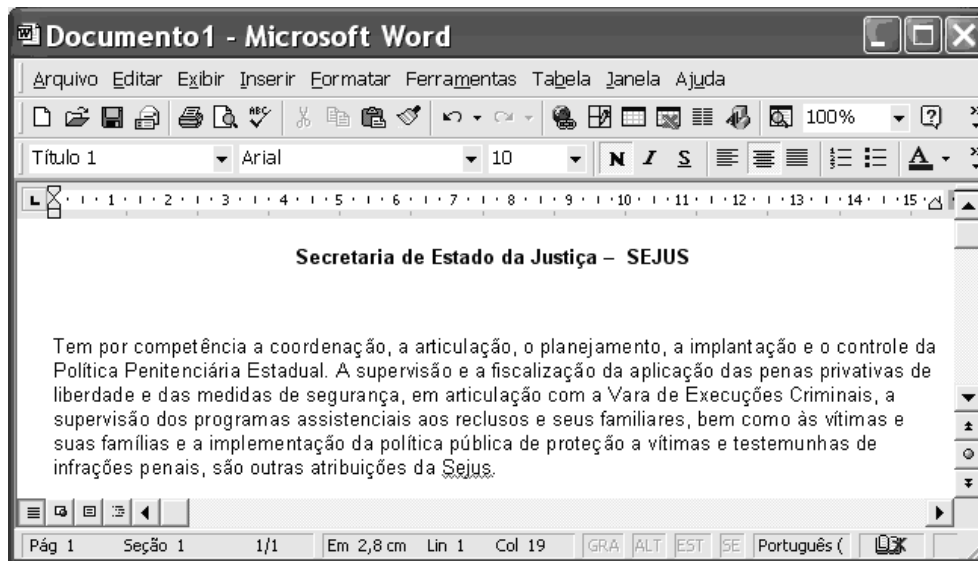 Documento1 - Microsoft Word
Arquivo Editar Exibir Inserir Formatar Ferramentas Tabela Janela Ajuda
ABC 100%
Título 1 Arial 10 N I S A
1 2 3 4 5 6 7 8 9 10 11 12 13 14 15
Secretaria de Estado da Justiça – SEJUS
Tem por competência a coordenação, a articulação, o planejamento, a implantação e o controle da
Política Penitenciária Estadual. A supervisão e a fiscalização da aplicação das penas privativas de
liberdade e das medidas de segurança, em articulação com a Vara de Execuções Criminais, a
supervisão dos programas assistenciais aos reclusos e seus familiares, bem como às vítimas e
suas famílias e a implementação da política pública de proteção a vítimas e testemunhas de
infrações penais, são outras atribuições da Sejus.
Pág 1 Seção 1 1/1 Em 2,8 cm Lin 1 Col 19 GRA ALT EST SE Português (